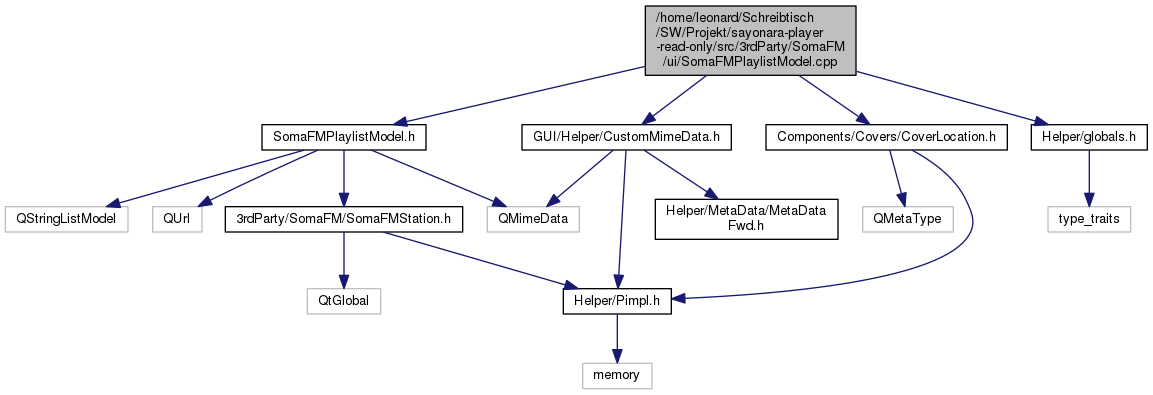 /home/leonard/Schreibtisch
/SW/Projekt/sayonara-player
-read-only/src/3rdParty/SomaFM
/ui/SomaFMPlaylistModel.cpp
SomaFMPlaylistModel.h
GUI/Helper/CustomMimeData.h
Components/Covers/CoverLocation.h
Helper/globals.h
QStringListModel
QUrl
3rdParty/SomaFM/SomaFMStation.h
QMimeData
Helper/MetaData/MetaData
Fwd.h
QMetaType
type_traits
QtGlobal
Helper/Pimpl.h
memory